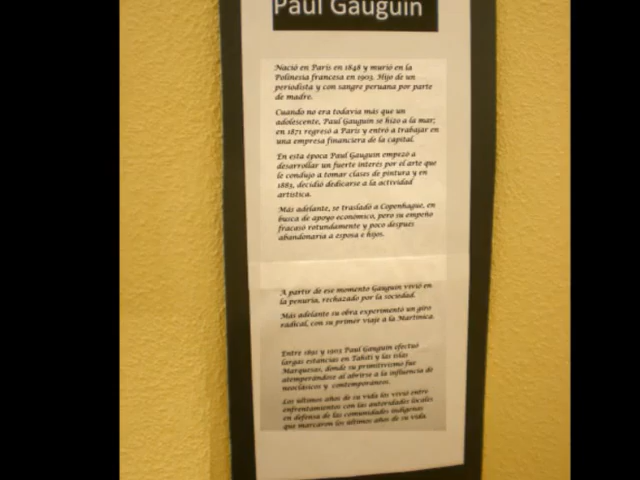 Paul Gauguin
Nació en París en 1848 y murió en la
Polinesia francesa en 1903. Hijo de un
periodista y con sangre peruana por parte
de madre.
Cuando no era todavía más que un
adolescente, Paul Gauguin se hizo a la mar;
en 1871 regresó a París y entró a trabajar en
una empresa financiera de la capital.
En esta época Paul Gauguin empezó a
desarrollar un fuerte interés por el arte que
le condujo a tomar clases de pintura y en
1883, decidió dedicarse a la actividad
artística.
Más adelante, se trasladó a Copenhague, en
busca de apoyo económico, pero su empeño
fracasó rotundamente y poco después
abandonaría a esposa e hijos.
A partir de ese momento Gauguin vivió en
la penuria, rechazado por la sociedad.
Más adelante su obra experimentó un giro
radical, con su primer viaje a la Martinica.
Entre 1891 y 1903 Paul Gauguin efectuó
largas estancias en Tahití y las islas
Marquesas, donde su primitivismo fue
atemperándose al abrirse a la influencia de
neoclásicos y contemporáneos.
Los últimos años de su vida los vivió entre
enfrentamientos con las autoridades locales
en defensa de las comunidades indígenas
que marcaron los últimos años de su vida